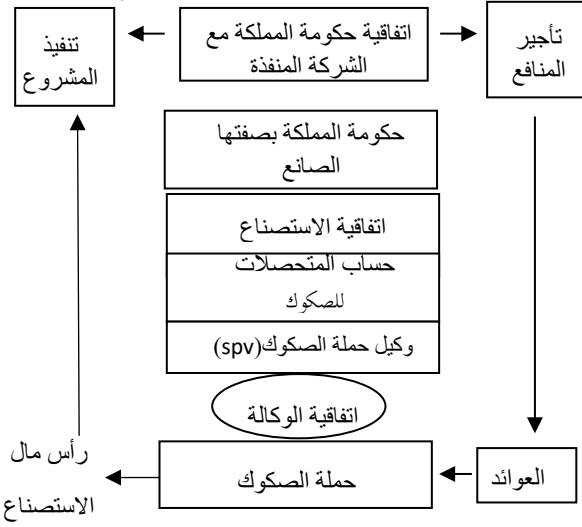 اتفاقية حكومة المملكة مع
الشركة المنفذة
تأجير
المنافع
تنفيذ
المشروع
حكومة المملكة بصفتها
الصانع
اتفاقية الاستصناع
حساب المتحصلات
للصكوك
وكيل حملة الصكوك(spv)
اتفاقية الوكالة
العوائد
حملة الصكوك
رأس مال
الاستصناع